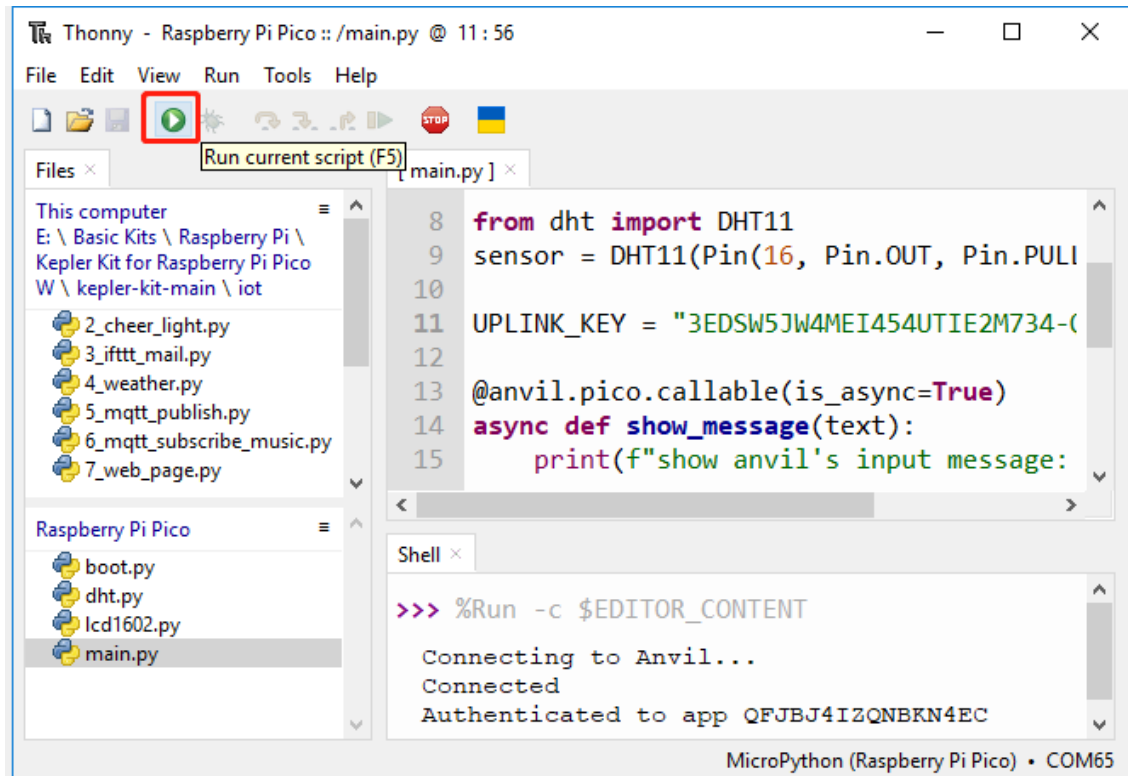 Thonny - Raspberry Pi Pico :: /main.py @ 11 : 56
File Edit View Run Tools Help
STOP
Run current script (F5)
Files
[ main.py ]
This computer
E: \ Basic Kits \ Raspberry Pi \
Kepler Kit for Raspberry Pi Pico
W \ kepler-kit-main \ iot
2_cheer_light.py
3_ifttt_mail.py
4_weather.py
5_mqtt_publish.py
6_mqtt_subscribe_music.py
7_web_page.py
Raspberry Pi Pico
boot.py
dht.py
lcd1602.py
main.py
8 from dht import DHT11
9 sensor = DHT11(Pin(16, Pin.OUT, Pin.PULL
10
11 UPLINK_KEY = "3EDSW5JW4MEI454UTIE2M734-
12
13 @anvil.pico.callable(is_async=True)
14 async def show_message(text):
15 print(f"show anvil's input message:
Shell
>>> %Run -c $EDITOR_CONTENT
Connecting to Anvil...
Connected
Authenticated to app QFJBJ4IZQNBKN4EC
MicroPython (Raspberry Pi Pico) • COM65